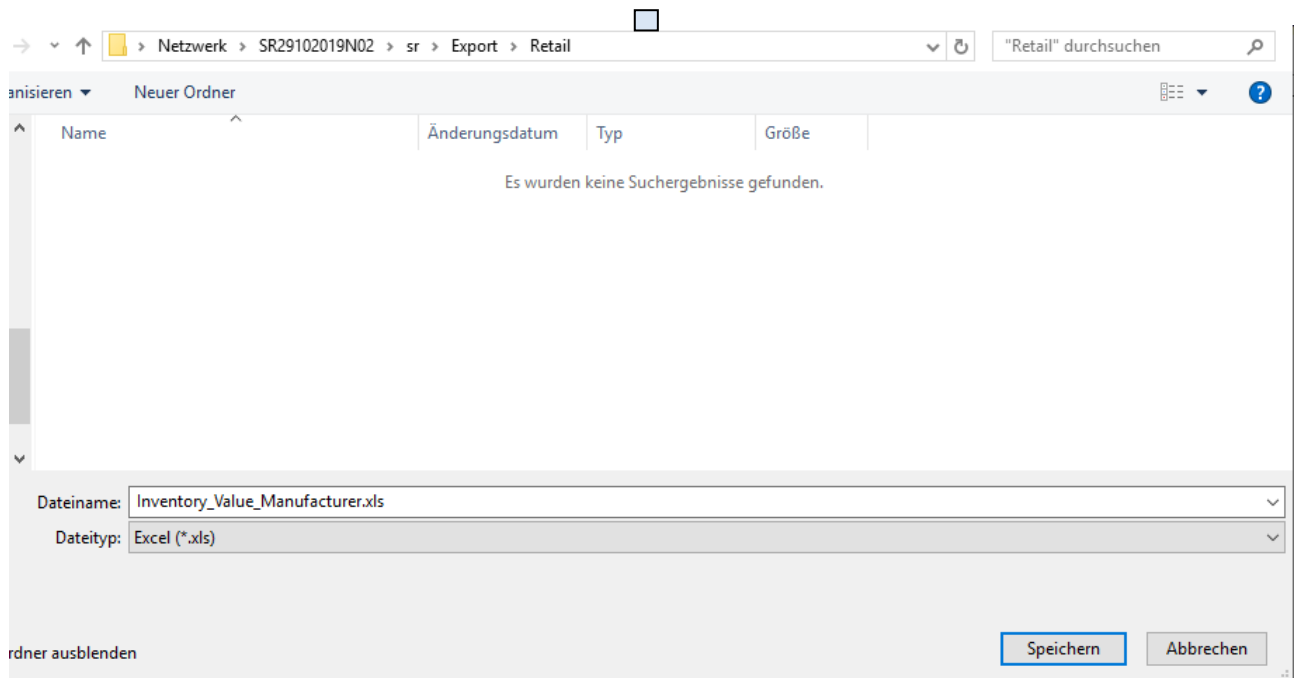 Netzwerk > SR29102019N02 > sr > Export > Retail
"Retail" durchsuchen
anisieren Neuer Ordner
?
Name Änderungsdatum Typ Größe
Es wurden keine Suchergebnisse gefunden.
Dateiname: Inventory_Value_Manufacturer.xls
Dateityp: Excel (*.xls)
rdner ausblenden Speichern Abbrechen